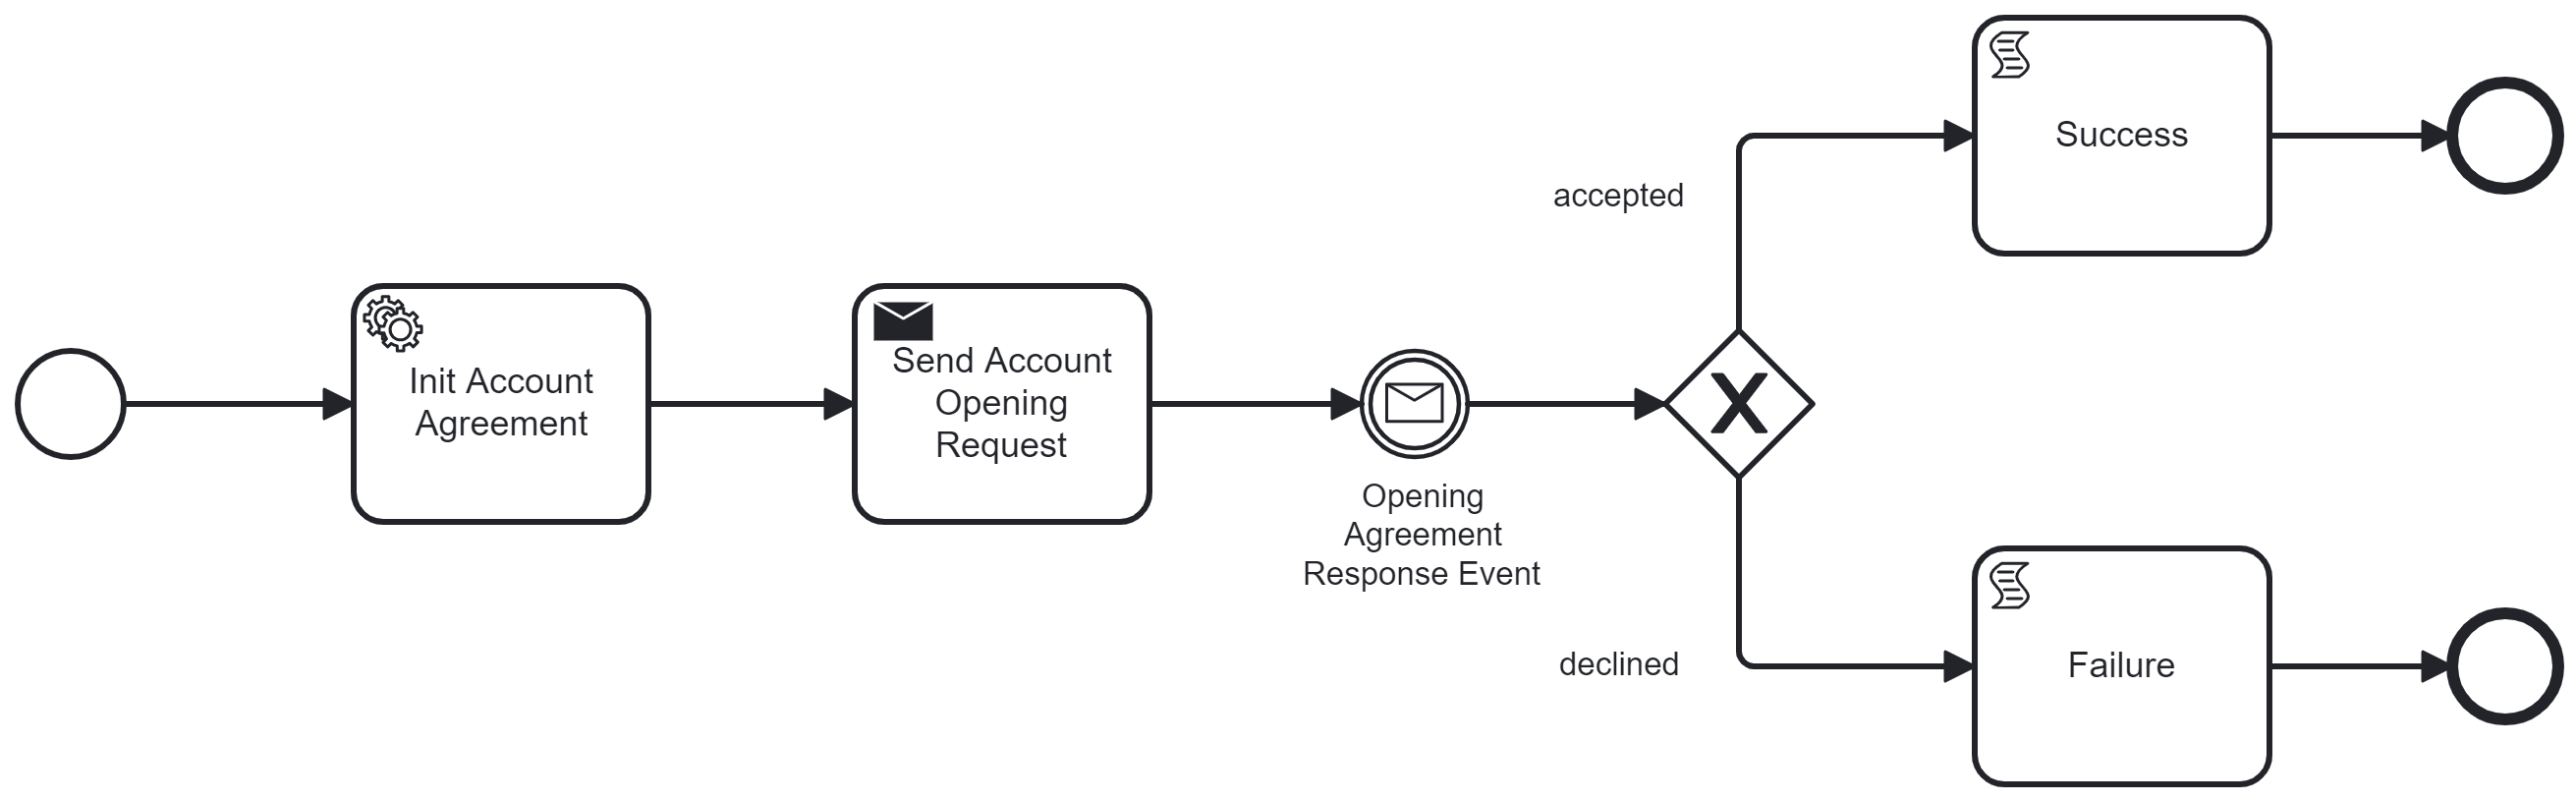 Init Account
Agreement
Send Account
Opening
Request
Opening
Agreement
Response Event
accepted
declined
Success
Failure